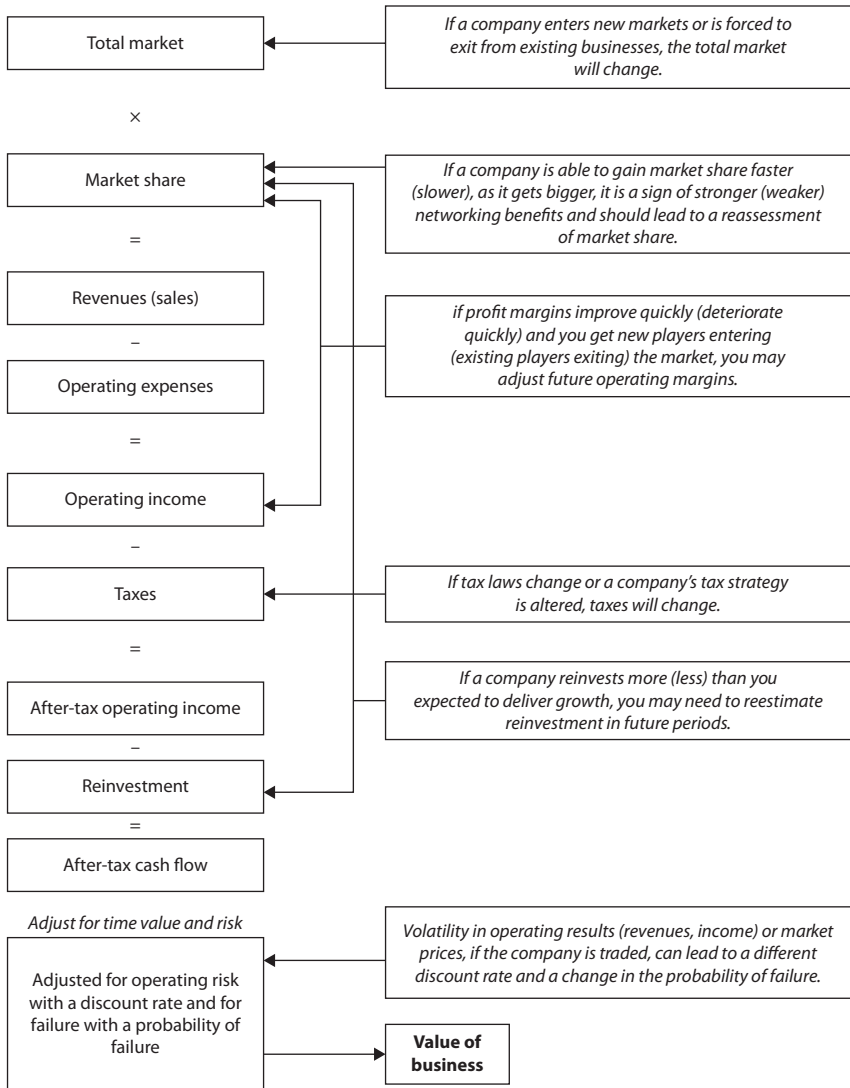 Total market
If a company enters new markets or is forced to
exit from existing businesses, the total market
will change.
×
Market share
If a company is able to gain market share faster
(slower), as it gets bigger, it is a sign of stronger (weaker)
networking benefits and should lead to a reassessment
of market share.
=
Revenues (sales)
–
Operating expenses
if profit margins improve quickly (deteriorate
quickly) and you get new players entering
(existing players exiting) the market, you may
adjust future operating margins.
=
Operating income
–
Taxes
If tax laws change or a company's tax strategy
is altered, taxes will change.
=
After-tax operating income
If a company reinvests more (less) than you
expected to deliver growth, you may need to reestimate
reinvestment in future periods.
–
Reinvestment
=
After-tax cash flow
Adjust for time value and risk
Adjusted for operating risk
with a discount rate and for
failure with a probability of
failure
Volatility in operating results (revenues, income) or market
prices, if the company is traded, can lead to a different
discount rate and a change in the probability of failure.
Value of
business